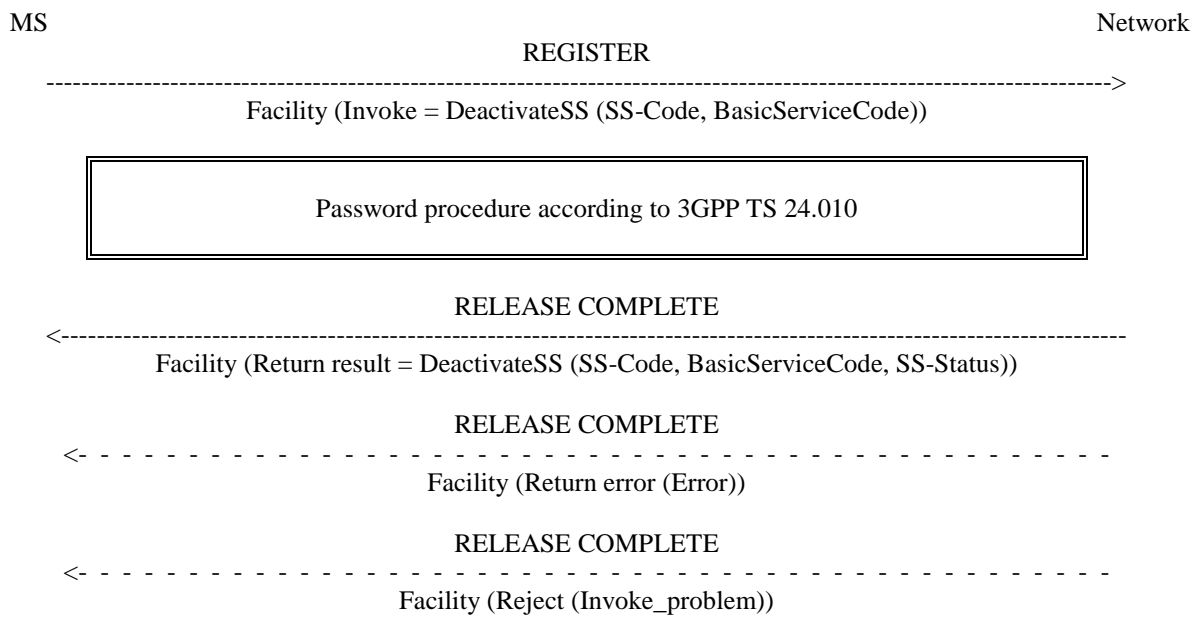 MS Network
REGISTER
Facility (Invoke = DeactivateSS (SS-Code, BasicServiceCode))
Password procedure according to 3GPP TS 24.010
RELEASE COMPLETE
Facility (Return result = DeactivateSS (SS-Code, BasicServiceCode, SS-Status))
RELEASE COMPLETE
Facility (Return error (Error))
RELEASE COMPLETE
Facility (Reject (Invoke_problem))